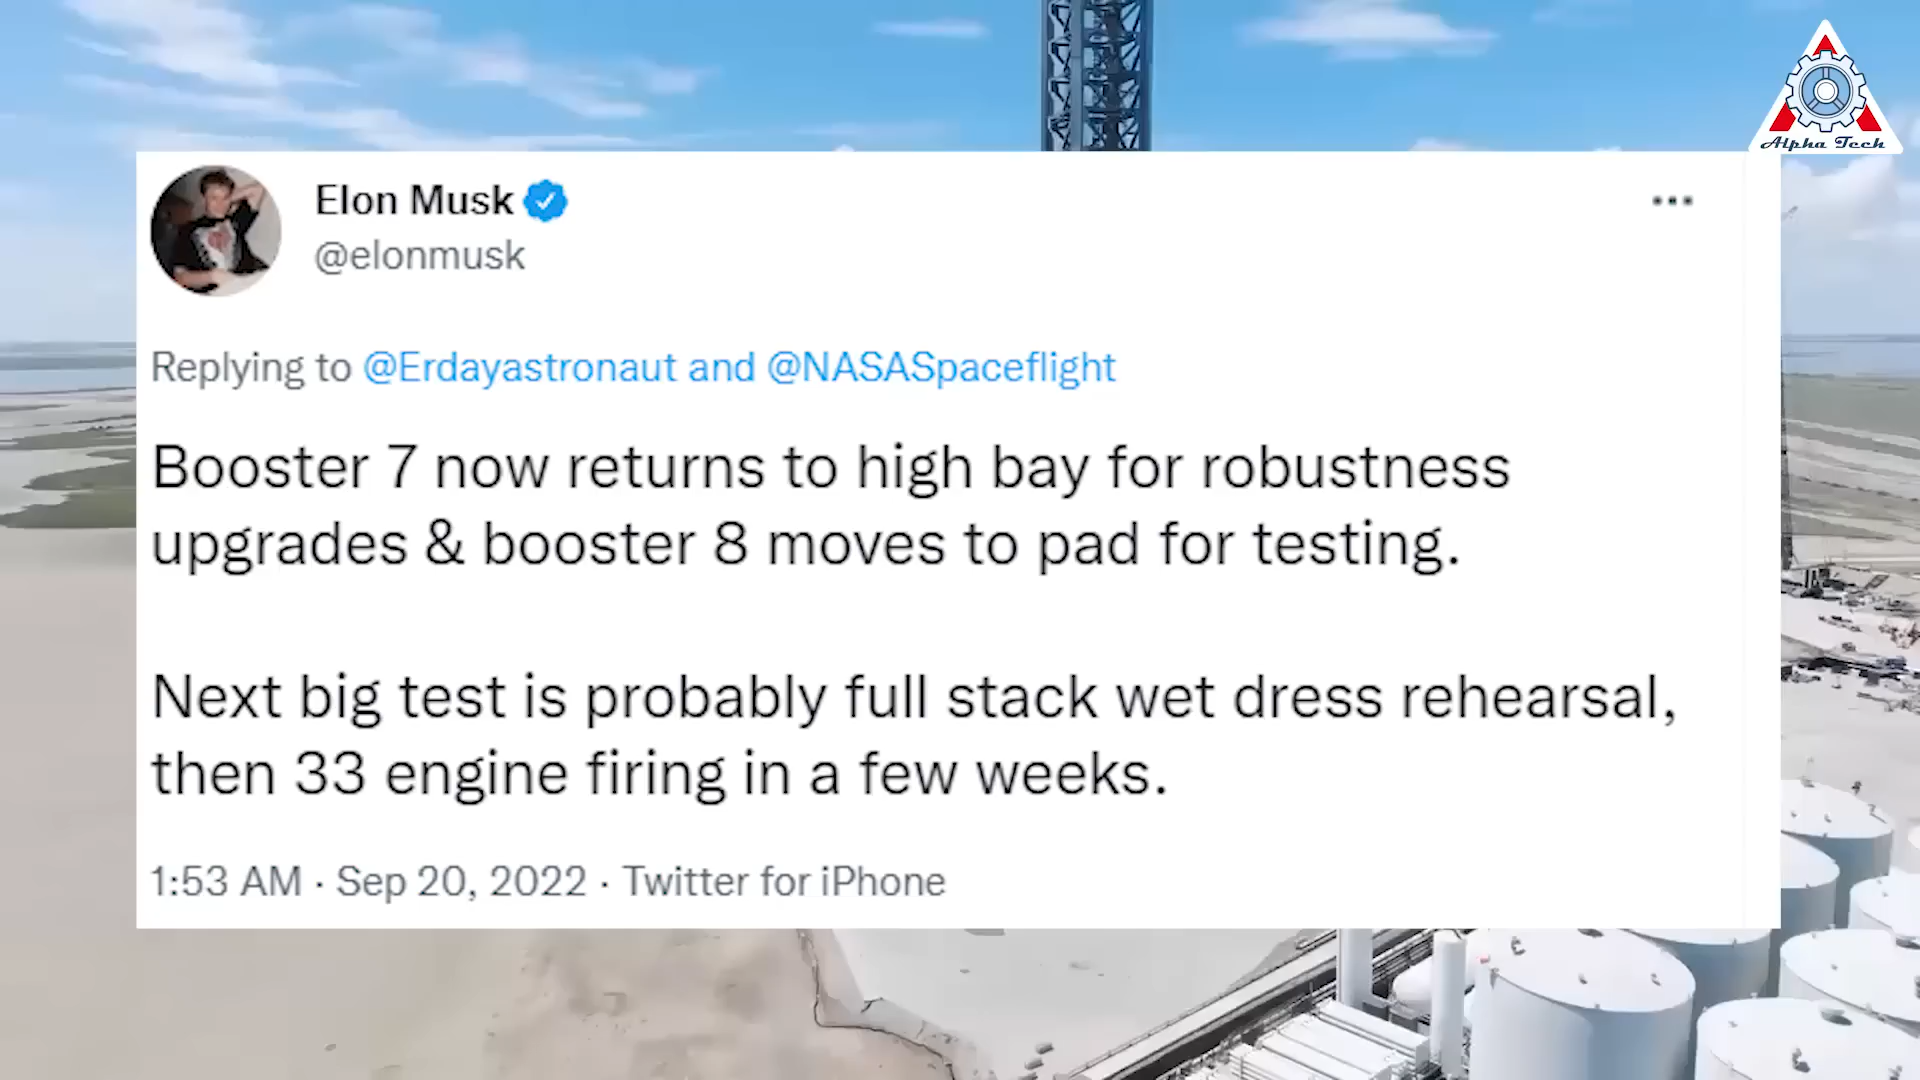 Alpha Tech
Elon Musk
@elonmusk
Replying to @Erdayastronaut and @NASASpaceflight
Booster 7 now returns to high bay for robustness
upgrades & booster 8 moves to pad for testing.
Next big test is probably full stack wet dress rehearsal,
then 33 engine firing in a few weeks.
1:53 AM · Sep 20, 2022 · Twitter for iPhone